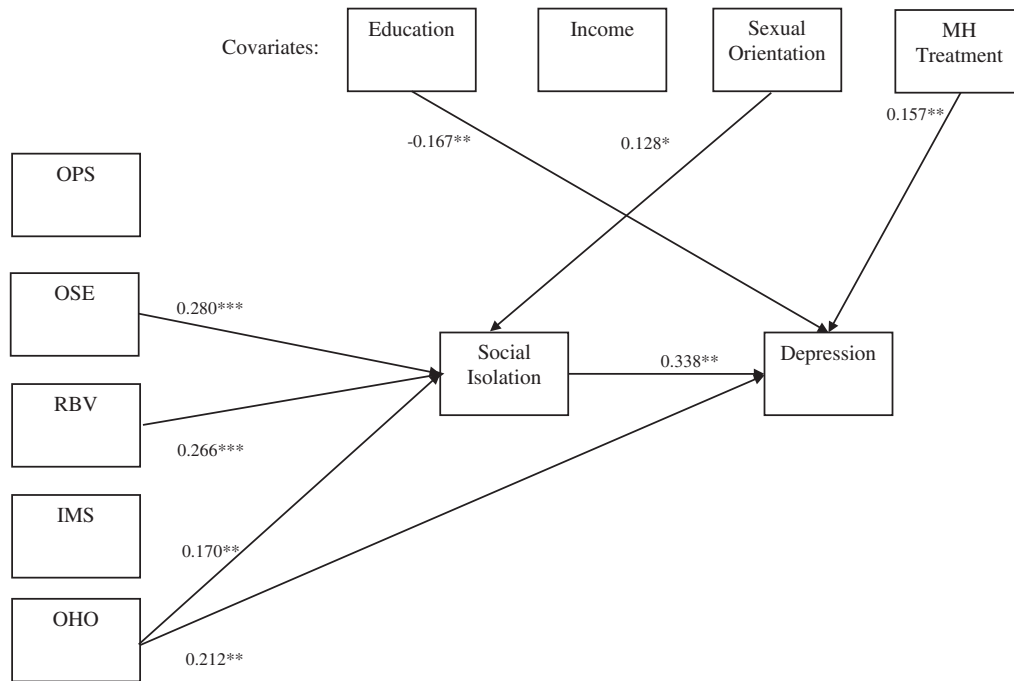 Covariates:
Education
Income
Sexual
Orientation
MH
Treatment
-0.167**
0.128*
0.157**
OPS
OSE
0.280***
RBV
0.266***
IMS
0.170**
OHO
0.212**
Social
Isolation
0.338**
Depression